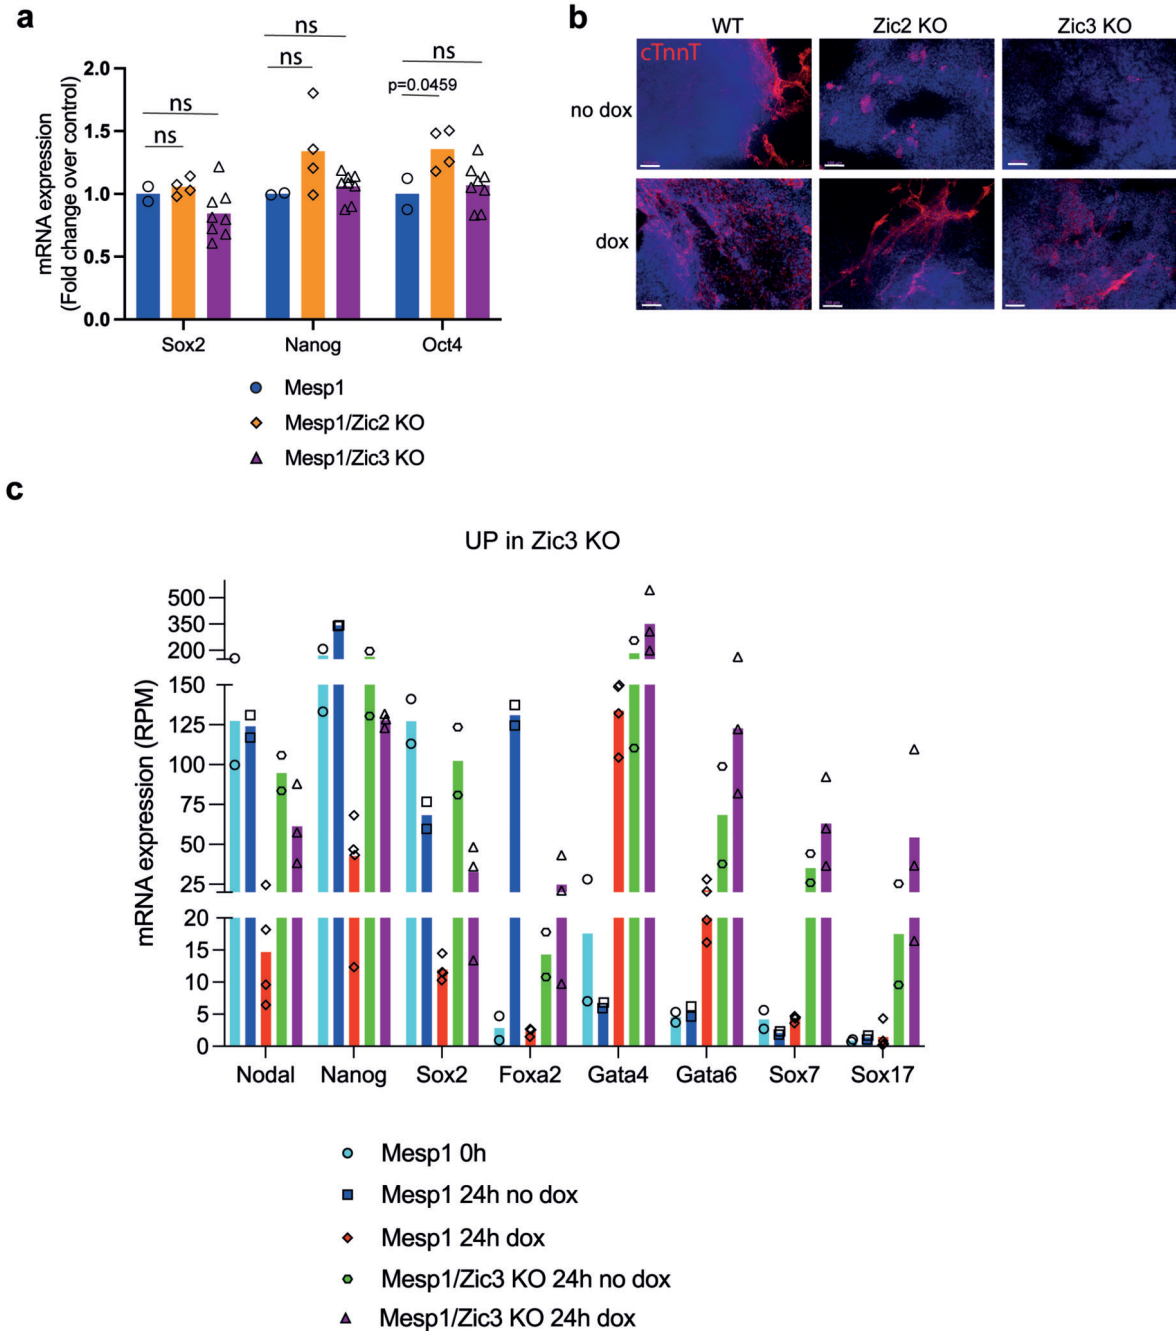 a
ns
ns
ns
ns
ns
p=0.0459
mRNA expression
(Fold change over control)
2.0
1.5
1.0
0.5
0.0
Sox2 Nanog Oct4
Mesp1
Mesp1/Zic2 KO
Mesp1/Zic3 KO
b
WT Zic2 KO Zic3 KO
cTnnT
no dox
dox
c
UP in Zic3 KO
mRNA expression (RPM)
500
350
200
150
125
100
75
50
25
20
15
10
5
0
Nodal Nanog Sox2 Foxa2 Gata4 Gata6 Sox7 Sox17
Mesp1 0h
Mesp1 24h no dox
Mesp1 24h dox
Mesp1/Zic3 KO 24h no dox
Mesp1/Zic3 KO 24h dox